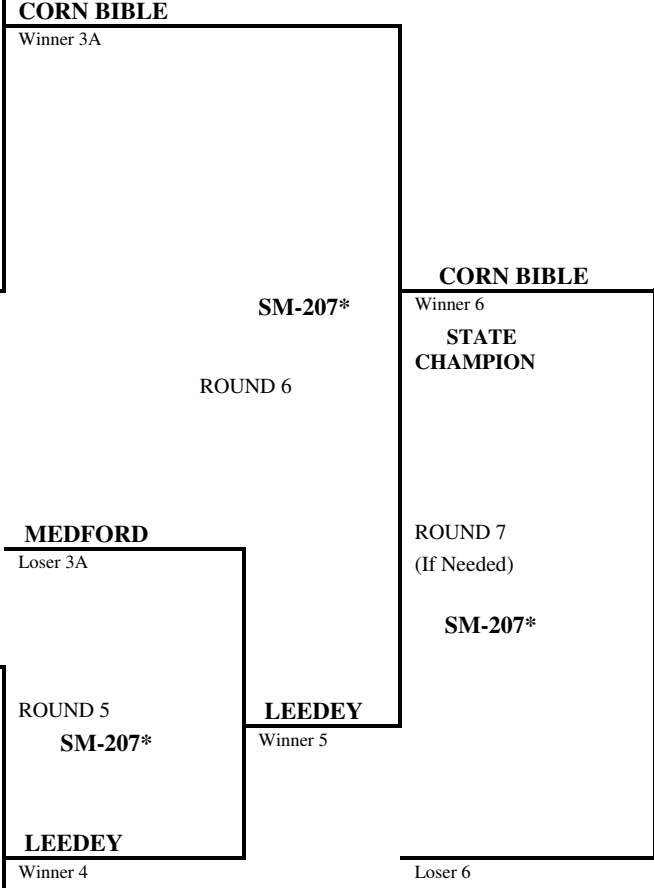 CORN BIBLE
Winner 3A
CORN BIBLE
SM-207*
Winner 6
STATE
CHAMPION
ROUND 6
MEDFORD
Loser 3A
ROUND 7
(If Needed)
SM-207*
ROUND 5
SM-207*
LEEDEY
Winner 5
LEEDEY
Winner 4
Loser 6